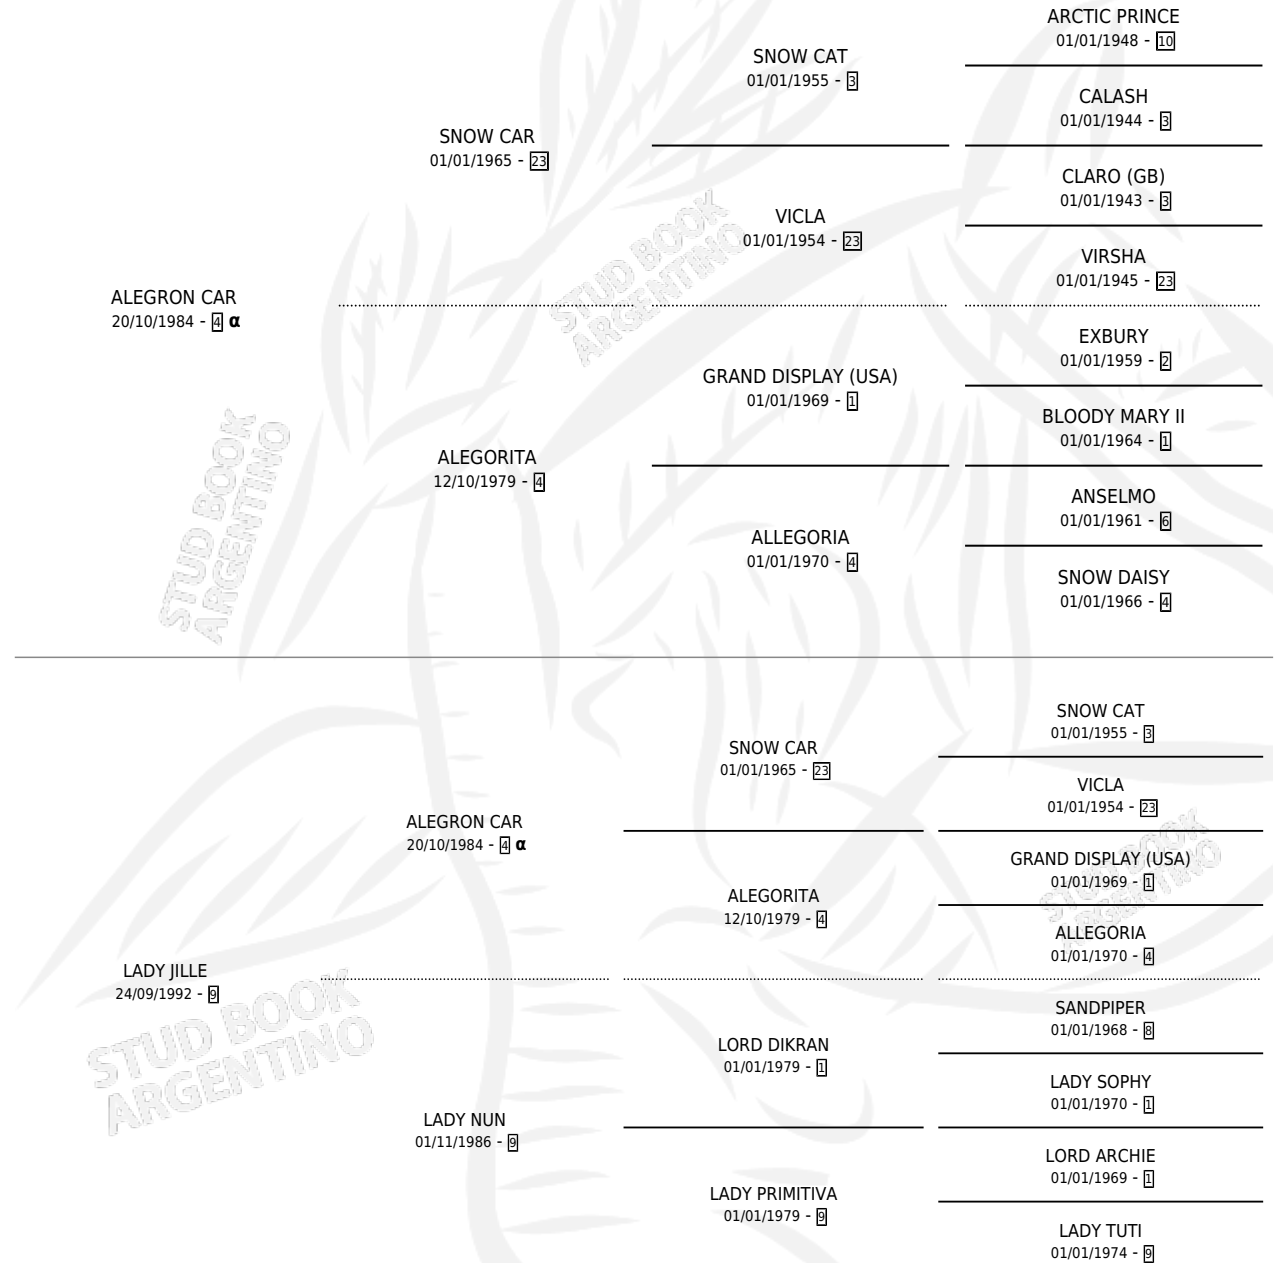 ARCTIC PRINCE
01/01/1948 - 10
SNOW CAT
01/01/1955 - 3
CALASH
01/01/1944 - 3
SNOW CAR
01/01/1965 - 23
CLARO (GB)
01/01/1943 - 3
VICLA
01/01/1954 - 23
VIRSHA
01/01/1945 - 23
ALEGRON CAR
20/10/1984 - 4 α
EXBURY
01/01/1959 - 2
GRAND DISPLAY (USA)
01/01/1969 - 1
BLOODY MARY II
01/01/1964 - 1
ALEGORITA
12/10/1979 - 4
ANSELMO
01/01/1961 - 6
ALLEGORIA
01/01/1970 - 4
SNOW DAISY
01/01/1966 - 4
STUD BOOK
ARGENTINO
STUD BOOK
ARGENTINO
SNOW CAT
01/01/1955 - 3
SNOW CAR
01/01/1965 - 23
VICLA
01/01/1954 - 23
ALEGRON CAR
20/10/1984 - 4 α
GRAND DISPLAY (USA)
01/01/1969 - 1
ALEGORITA
12/10/1979 - 4
ALLEGORIA
01/01/1970 - 4
LADY JILLE
24/09/1992 - 9
SANDPIPER
01/01/1968 - 8
LORD DIKRAN
01/01/1979 - 1
LADY SOPHY
01/01/1970 - 1
LADY NUN
01/11/1986 - 9
LORD ARCHIE
01/01/1969 - 1
LADY PRIMITIVA
01/01/1979 - 9
LADY TUTI
01/01/1974 - 9
STUD BOOK
ARGENTINO
STUD BOOK
ARGENTINO